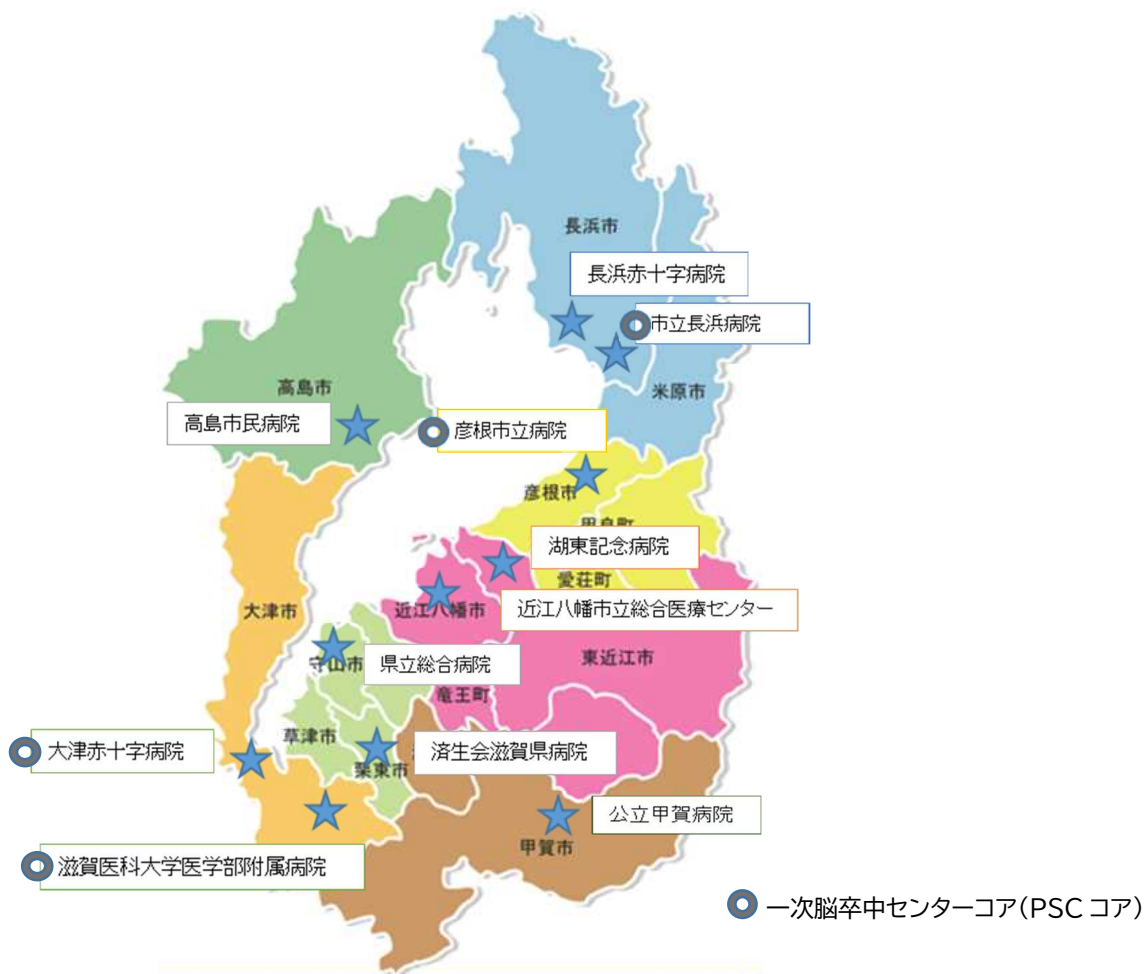 長浜市
長浜赤十字病院
市立長浜病院
高島市
米原市
高島市民病院
彦根市立病院
彦根市
甲良町
湖東記念病院
愛荘町
大津市
近江八幡市
近江八幡市立総合医療センター
守山市
県立総合病院
東近江市
竜王町
草津市
大津赤十字病院
済生会滋賀県病院
栗東市
公立甲賀病院
甲賀市
滋賀医科大学医学部附属病院
一次脳卒中センターコア(PSC コア)